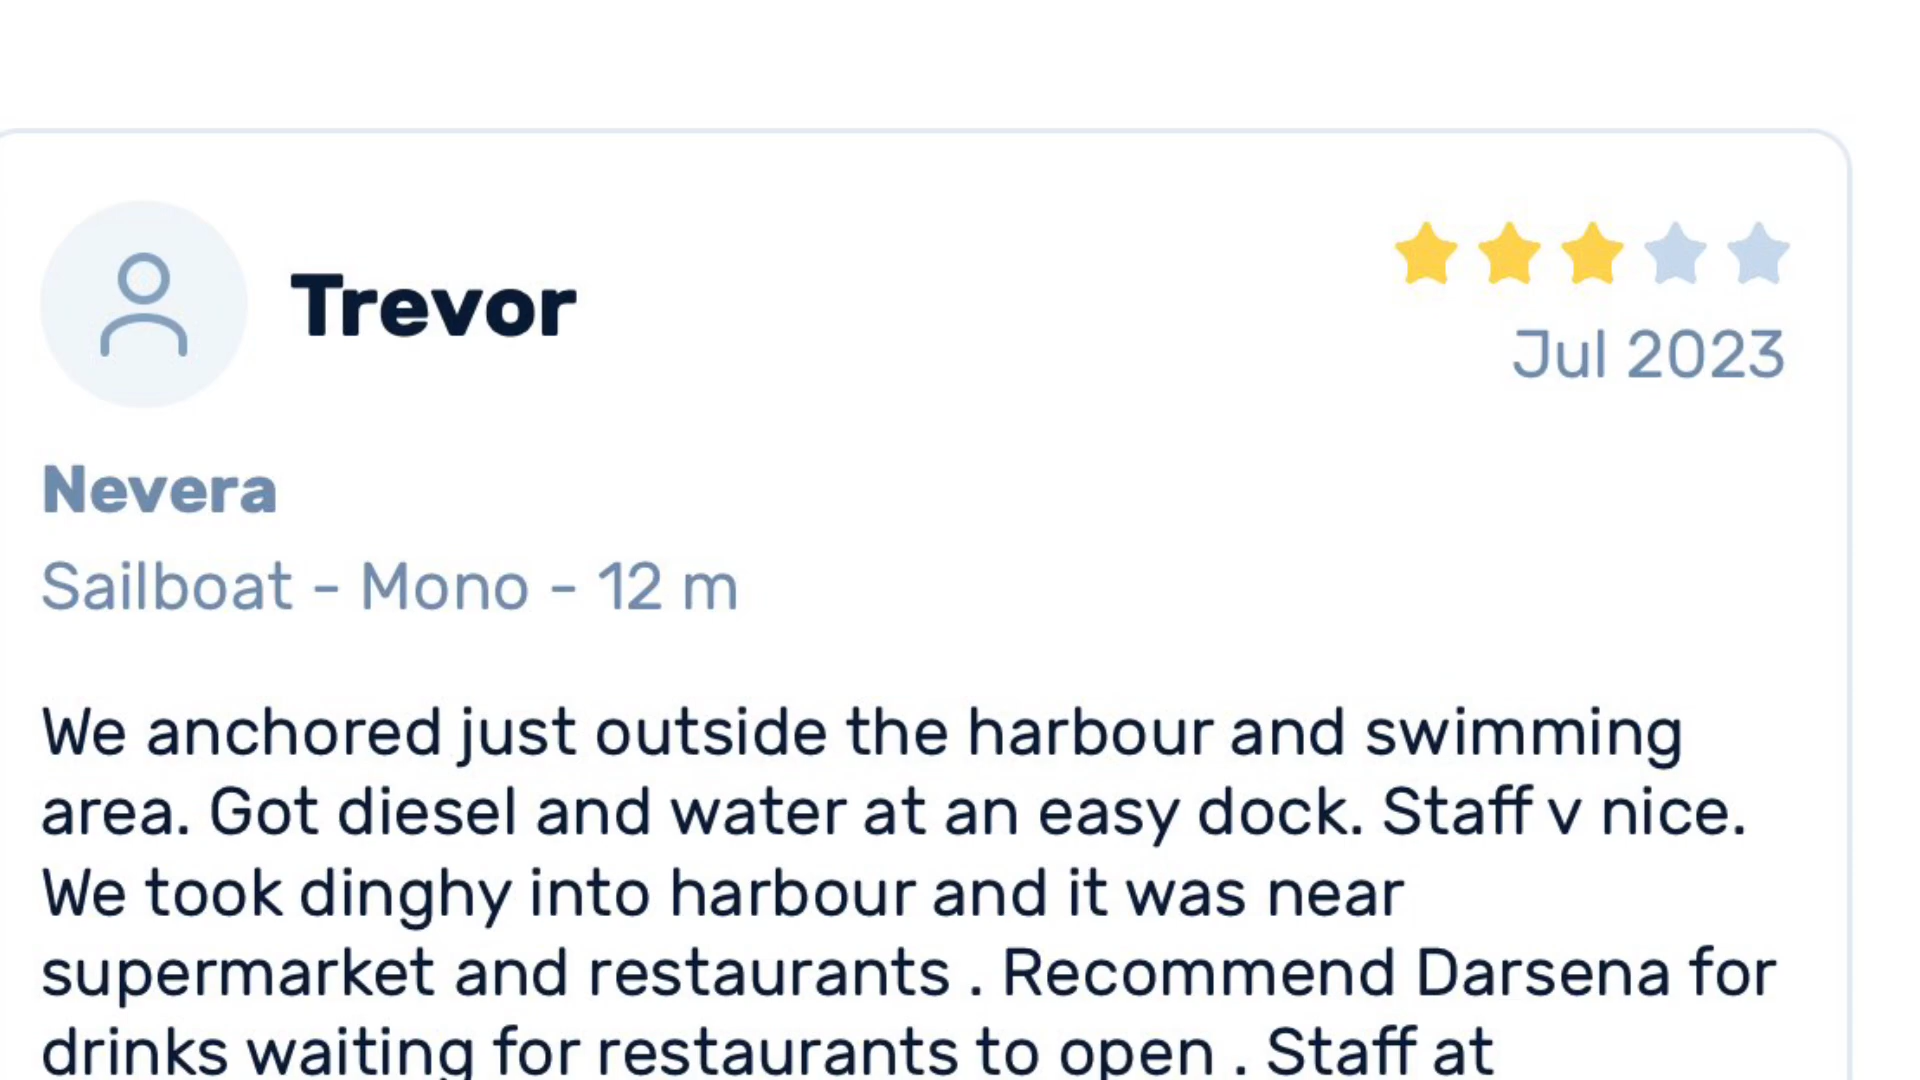 Trevor
Jul 2023
Nevera
Sailboat - Mono - 12 m
We anchored just outside the harbour and swimming
area. Got diesel and water at an easy dock. Staff v nice.
We took dinghy into harbour and it was near
supermarket and restaurants . Recommend Darsena for
drinks waiting for restaurants to open . Staff at